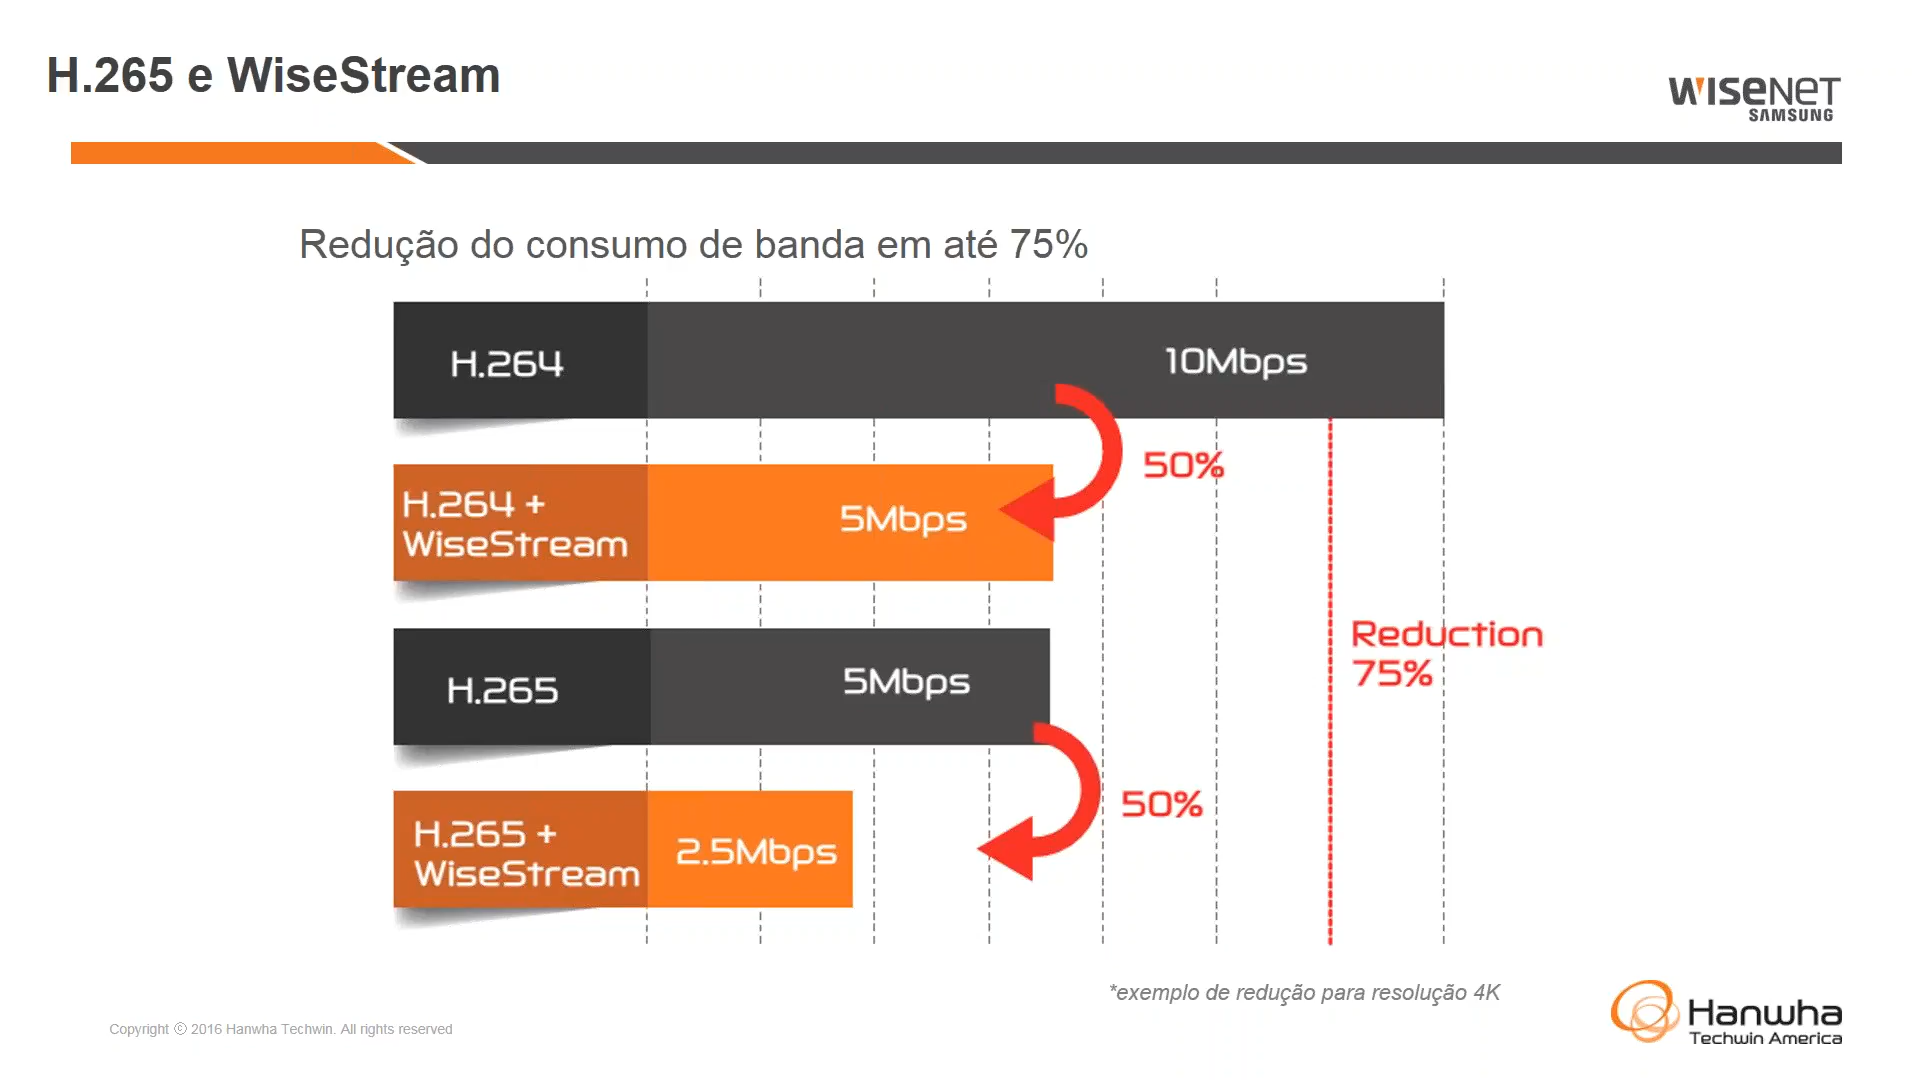 H.265 e WiseStream
WISENET
SAMSUNG
Redução do consumo de banda em até 75%
H.264
10Mbps
50%
H.264 +
WiseStream
5Mbps
Reduction
75%
H.265
5Mbps
50%
H.265 +
WiseStream
2.5Mbps
*exemplo de redução para resolução 4K
Copyright © 2016 Hanwha Techwin. All rights reserved
Hanwha
Techwin America